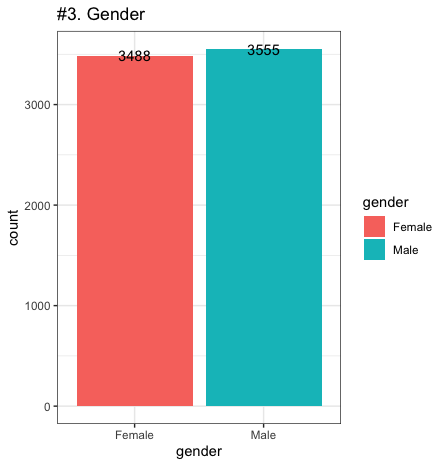 #3. Gender
3488
3555
3000
2000
1000
0
count
Female
Male
gender
gender
Female
Male